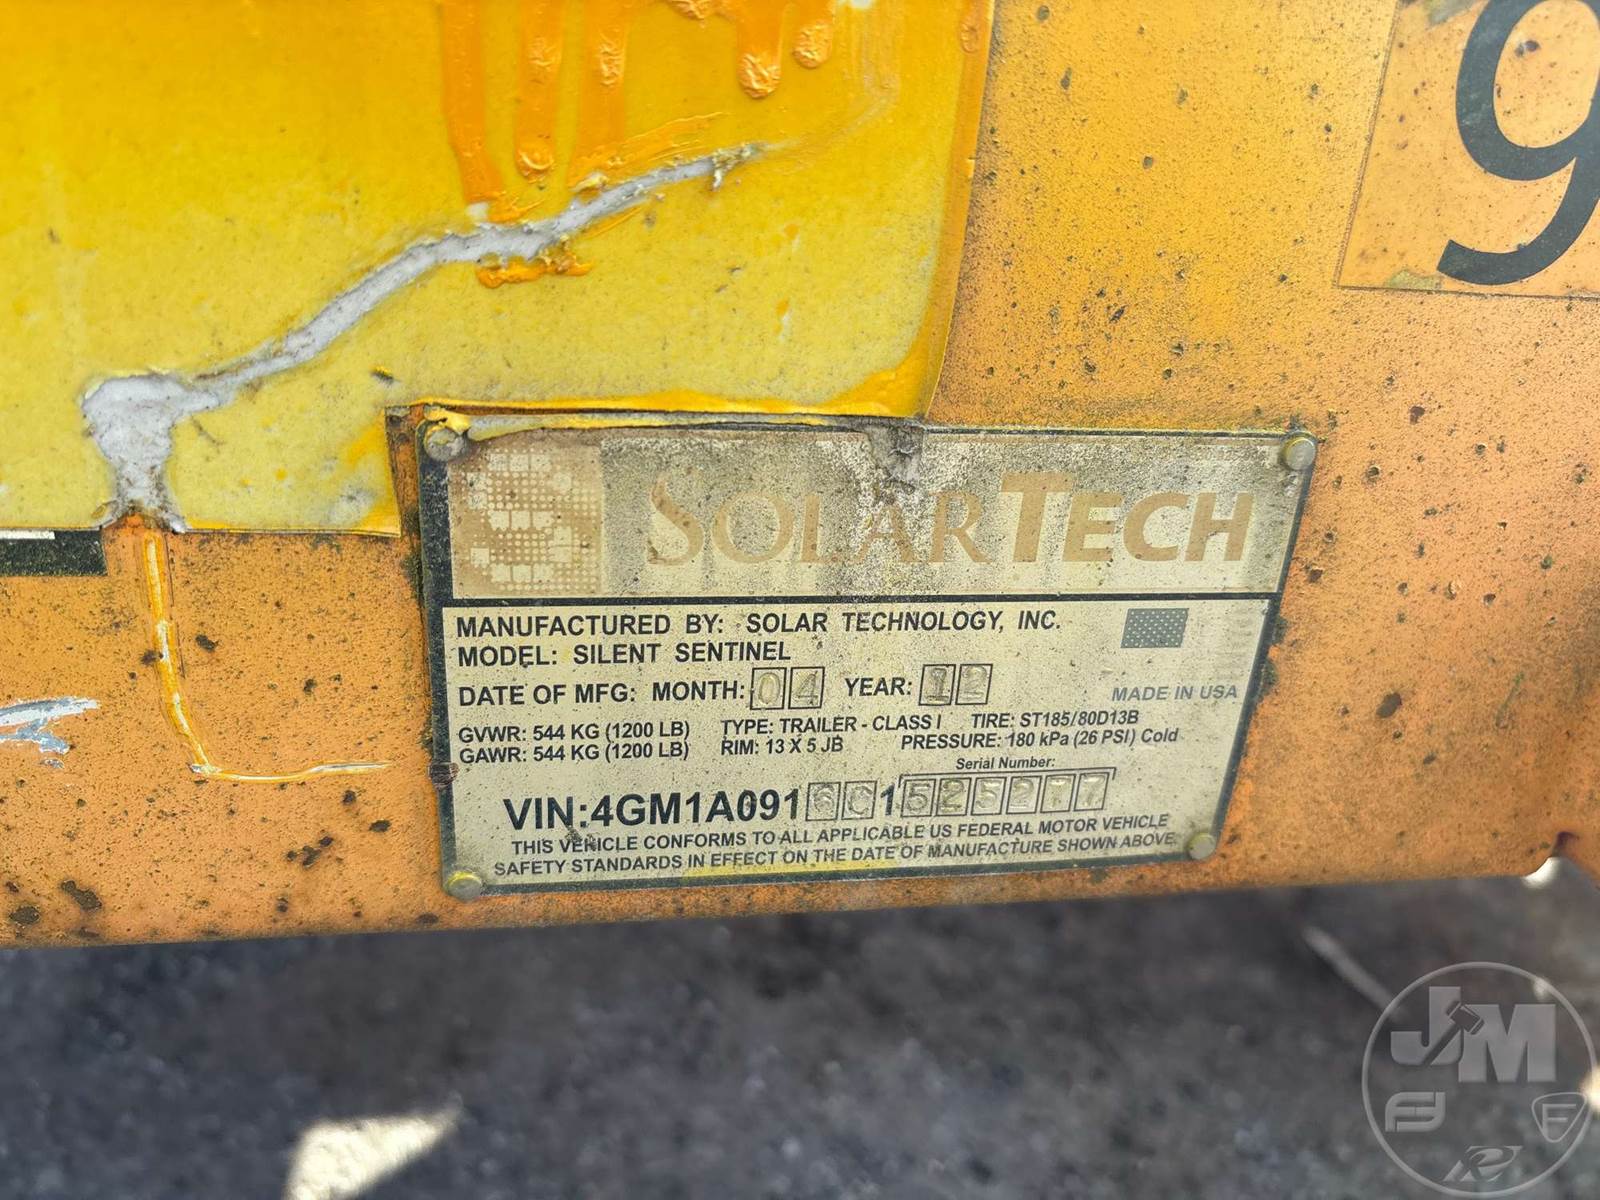 9
SOLARTECH
MANUFACTURED BY: SOLAR TECHNOLOGY, INC.
MODEL: SILENT SENTINEL
DATE OF MFG: MONTH: 04 YEAR: 12
MADE IN USA
GVWR: 544 KG (1200 LB) TYPE: TRAILER - CLASS I TIRE: ST185/80D13B
GAWR: 544 KG (1200 LB) RIM: 13 X 5 JB PRESSURE: 180 kPa (26 PSI) Cold
Serial Number:
VIN:4GM1A0916C1525277
THIS VEHICLE CONFORMS TO ALL APPLICABLE US FEDERAL MOTOR VEHICLE
SAFETY STANDARDS IN EFFECT ON THE DATE OF MANUFACTURE SHOWN ABOVE.
JM